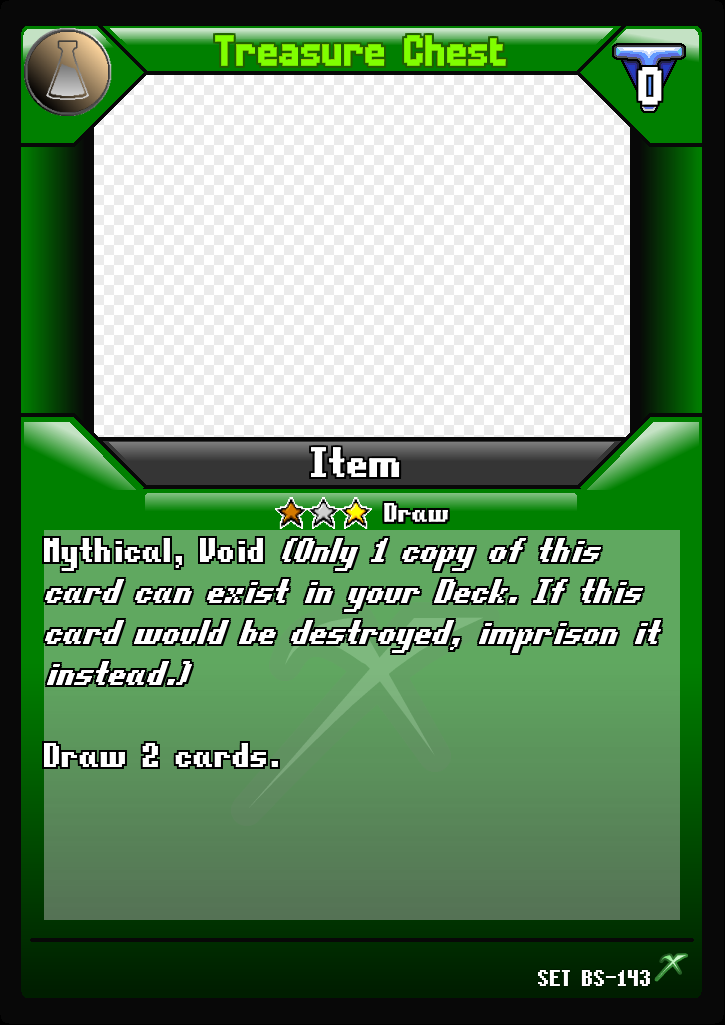 Treasure Chest
0
Item
Draw
Mythical, Void (Only 1 copy of this
card can exist in your Deck. If this
card would be destroyed, imprison it
instead.)
Draw 2 cards.
SET BS-143